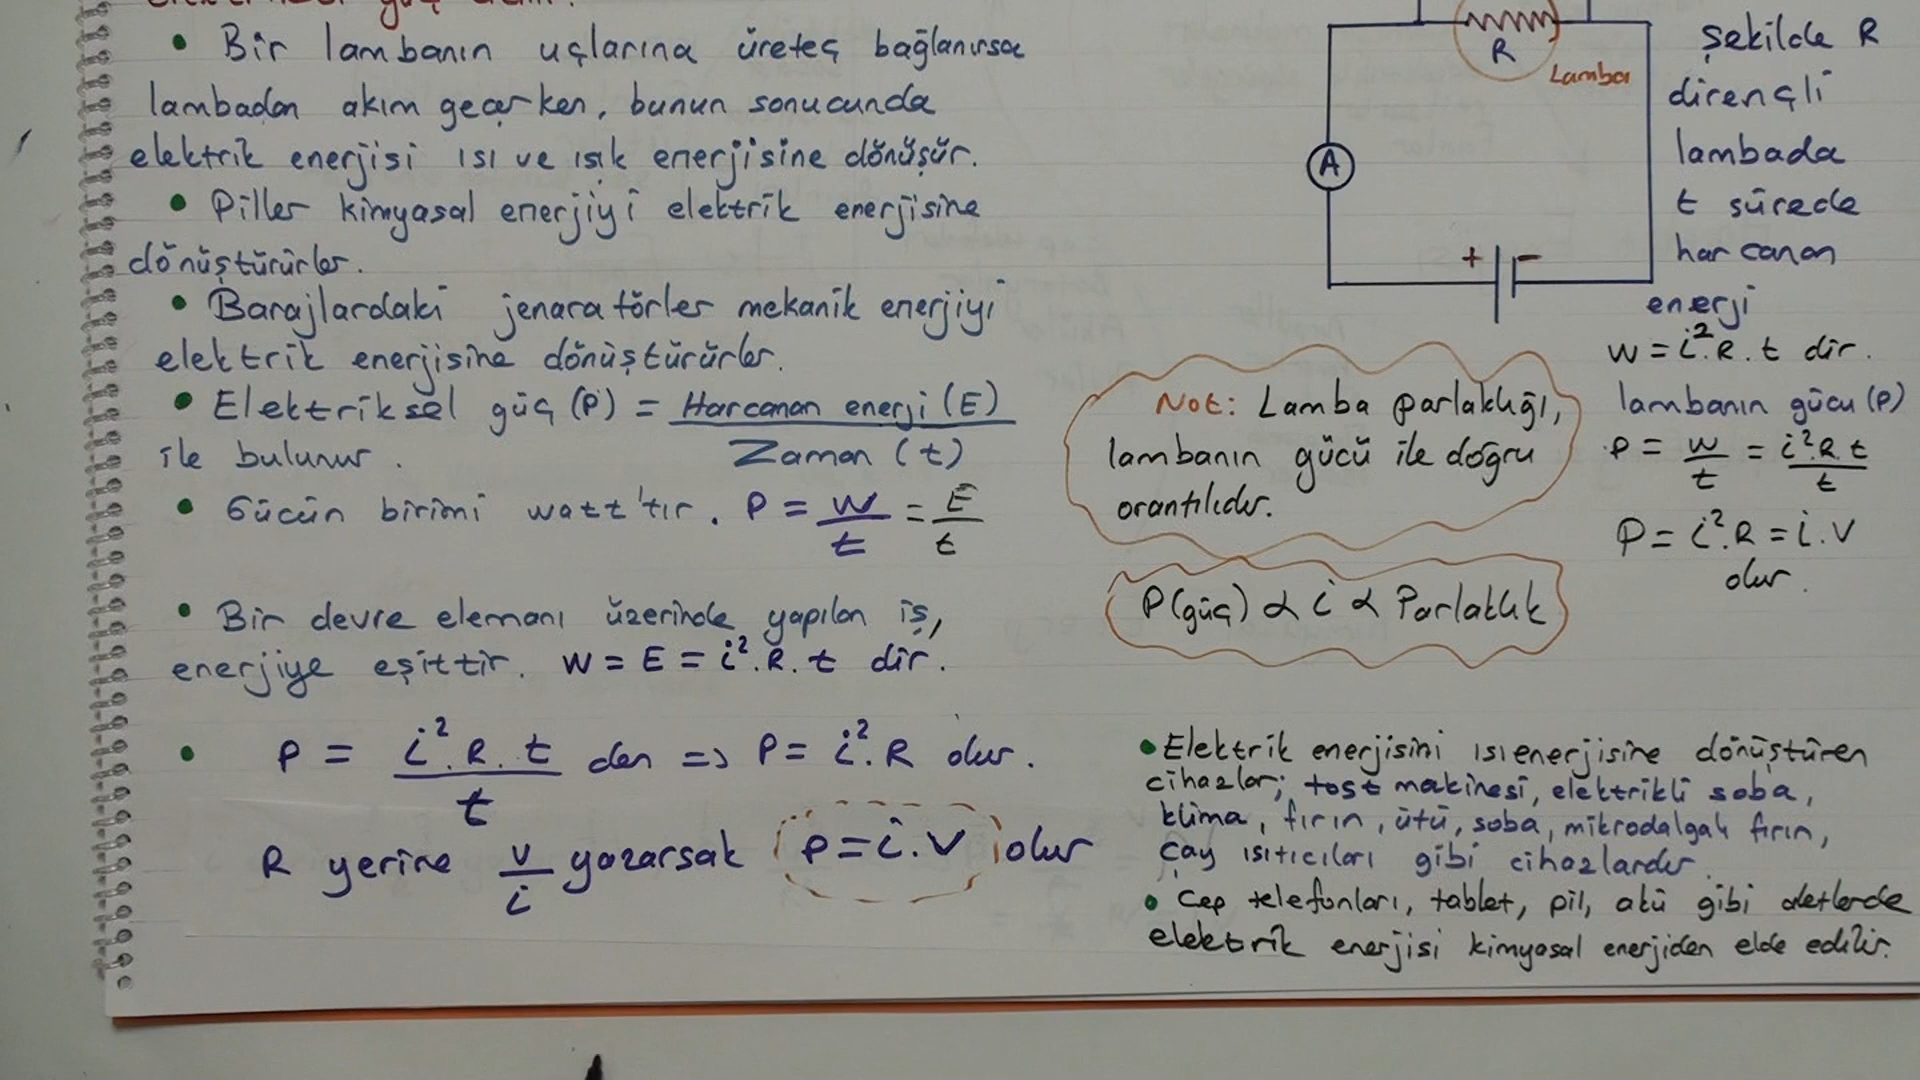 güç denir.
• Bir lambanın uçlarına üreteç bağlanırsa
lambadan akım geçerken, bunun sonucunda
elektrik enerjisi ısı ve ışık enerjisine dönüşür.
• Piller kimyasal enerjiyi elektrik enerjisine
dönüştürürler.
• Barajlardaki jenaratörler mekanik enerjiyi
elektrik enerjisine dönüştürürler.
• Elektriksel güç (P) = Harcanan enerji (E)
ile bulunur. Zaman (t)
• Gücün birimi watt'tır. P = W/t = E/t
• Bir devre elemanı üzerinde yapılan iş,
enerjiye eşittir. W = E = i².R.t dir.
• P = i².R.t/t den => P = i².R olur.
R yerine V/i yazarsak P = i.V olur
R
Lamba
A
+ -
şekilde R
dirençli
lambada
t sürede
harcanan
enerji
W = i².R.t dir.
lambanın gücü (P)
P = W/t = i².R.t/t
P = i².R = i.V
olur.
Not: Lamba parlaklığı,
lambanın gücü ile doğru
orantılıdır.
P(güç) α i α Parlaklık
• Elektrik enerjisini ısı enerjisine dönüştüren
cihazlar; tost makinesi, elektrikli soba,
klima, fırın, ütü, soba, mikrodalgalı fırın,
çay ısıtıcıları gibi cihazlardır.
• Cep telefonları, tablet, pil, akü gibi aletlerde
elektrik enerjisi kimyasal enerjiden elde edilir.